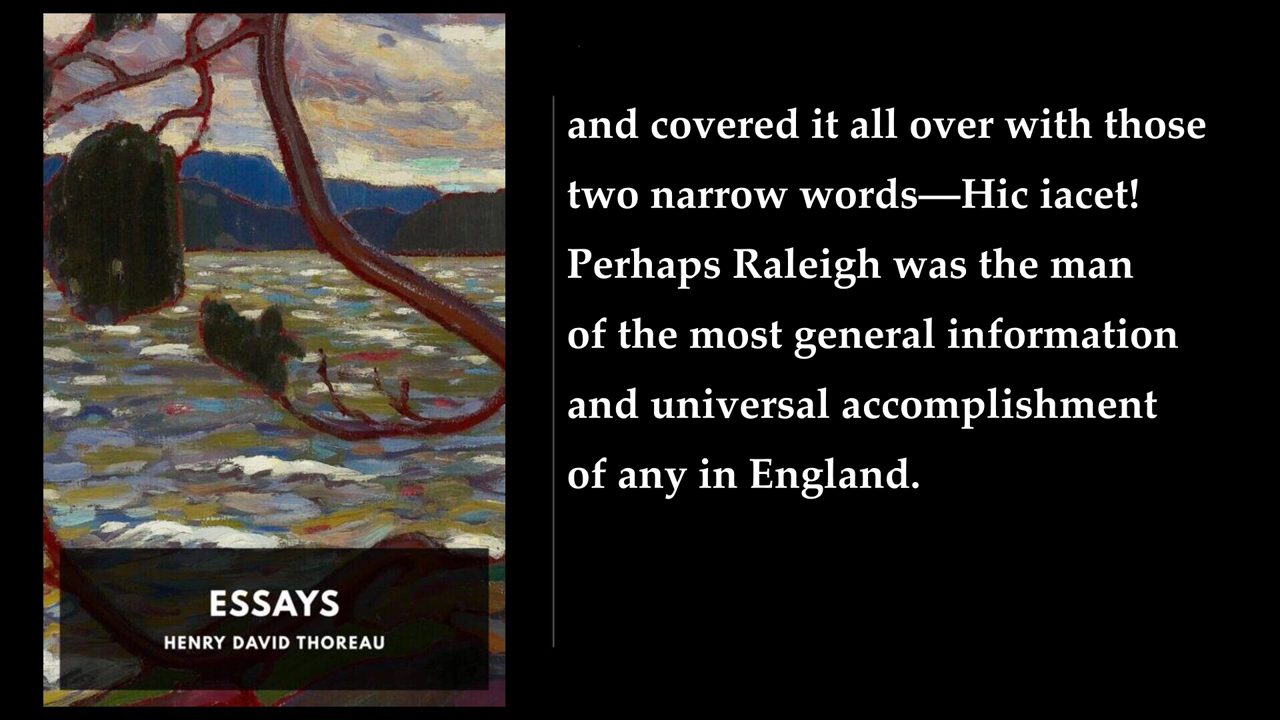 ESSAYS
HENRY DAVID THOREAU
and covered it all over with those
two narrow words—Hic iacet!
Perhaps Raleigh was the man
of the most general information
and universal accomplishment
of any in England.